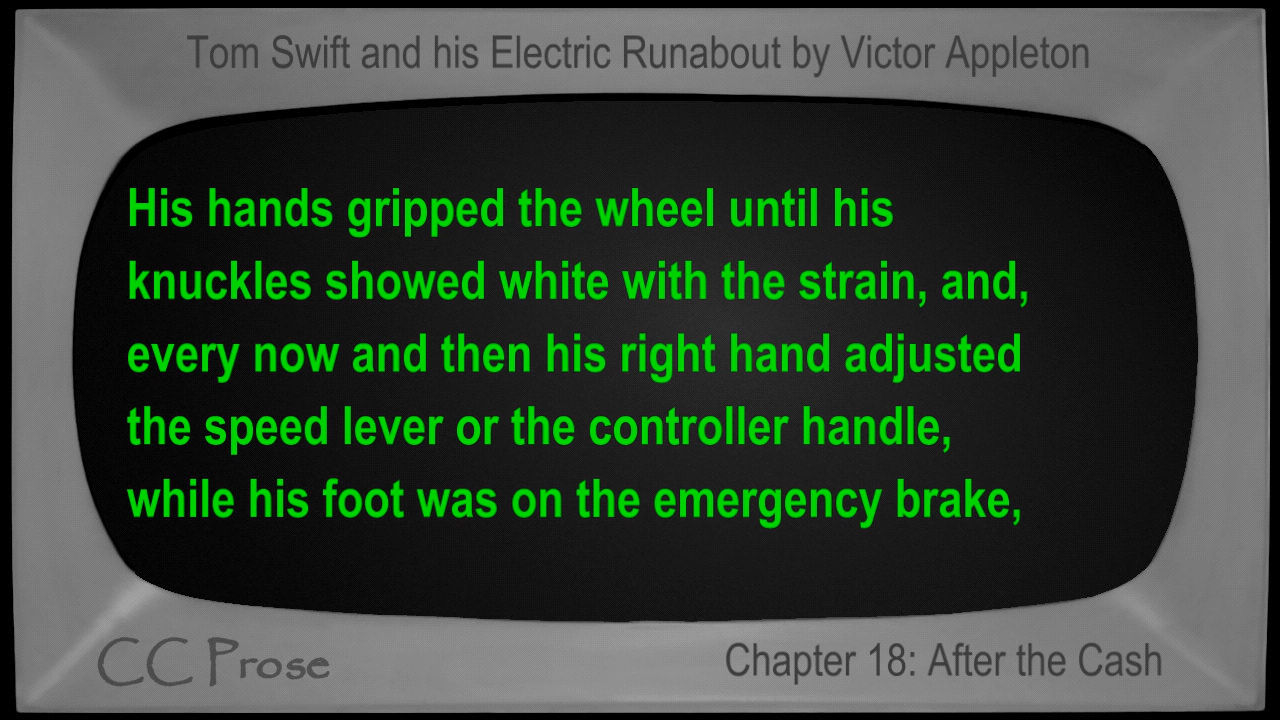 Tom Swift and his Electric Runabout by Victor Appleton
His hands gripped the wheel until his
knuckles showed white with the strain, and,
every now and then his right hand adjusted
the speed lever or the controller handle,
while his foot was on the emergency brake,
CC Prose
Chapter 18: After the Cash